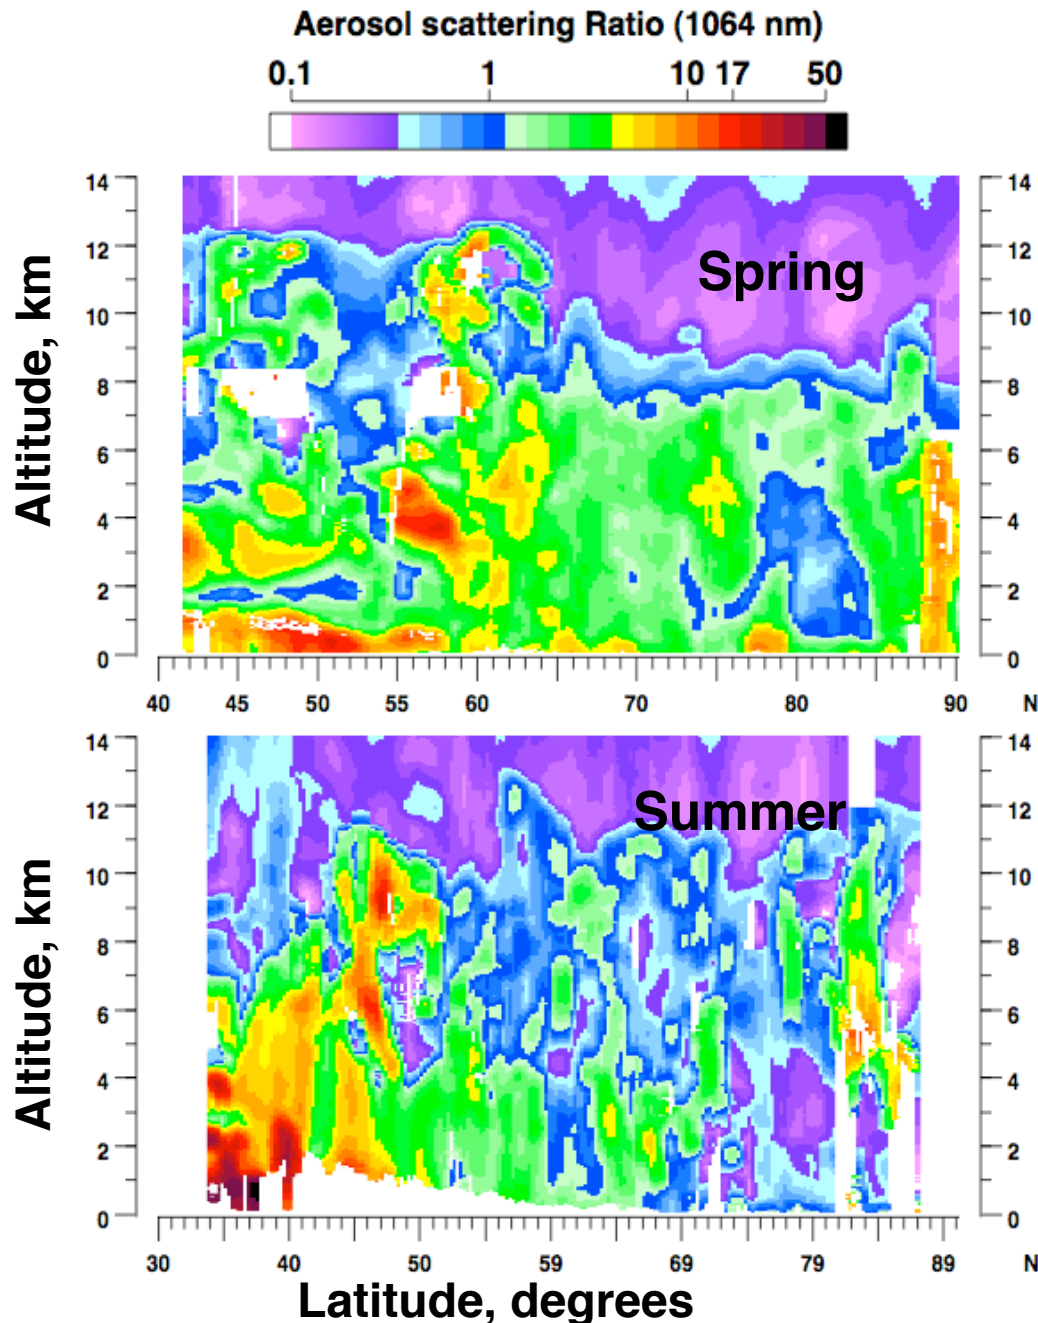 Aerosol scattering Ratio (1064 nm)
0.1 1 10 17 50
Spring
Altitude, km
14 14
12 12
10 10
8 8
6 6
4 4
2 2
0 0
40 45 50 55 60 70 80 90 N
Summer
Altitude, km
14 14
12 12
10 10
8 8
6 6
4 4
2 2
0 0
30 40 50 59 69 79 89 N
Latitude, degrees